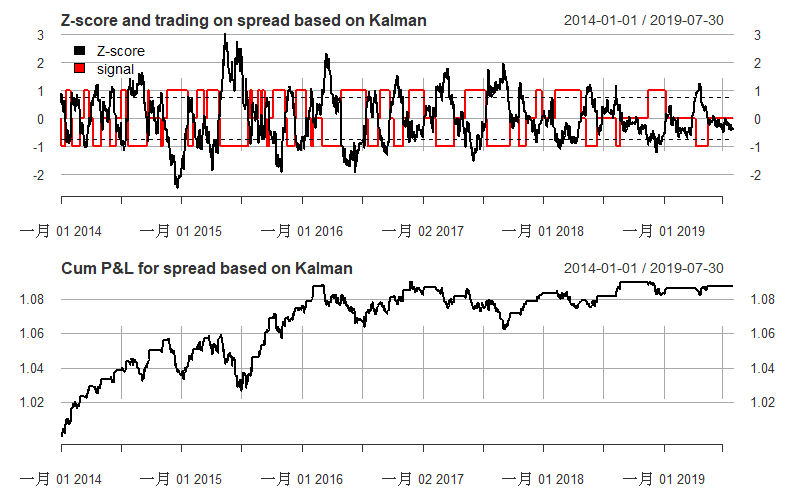 Z-score and trading on spread based on Kalman 2014-01-01 / 2019-07-30
3 3
Z-score
2 2
signal
1 1
0 0
-1 -1
-2 -2
一月 01 2014 一月 01 2015 一月 01 2016 一月 02 2017 一月 01 2018 一月 01 2019
Cum P&L for spread based on Kalman 2014-01-01 / 2019-07-30
1.08 1.08
1.06 1.06
1.04 1.04
1.02 1.02
一月 01 2014 一月 01 2015 一月 01 2016 一月 02 2017 一月 01 2018 一月 01 2019